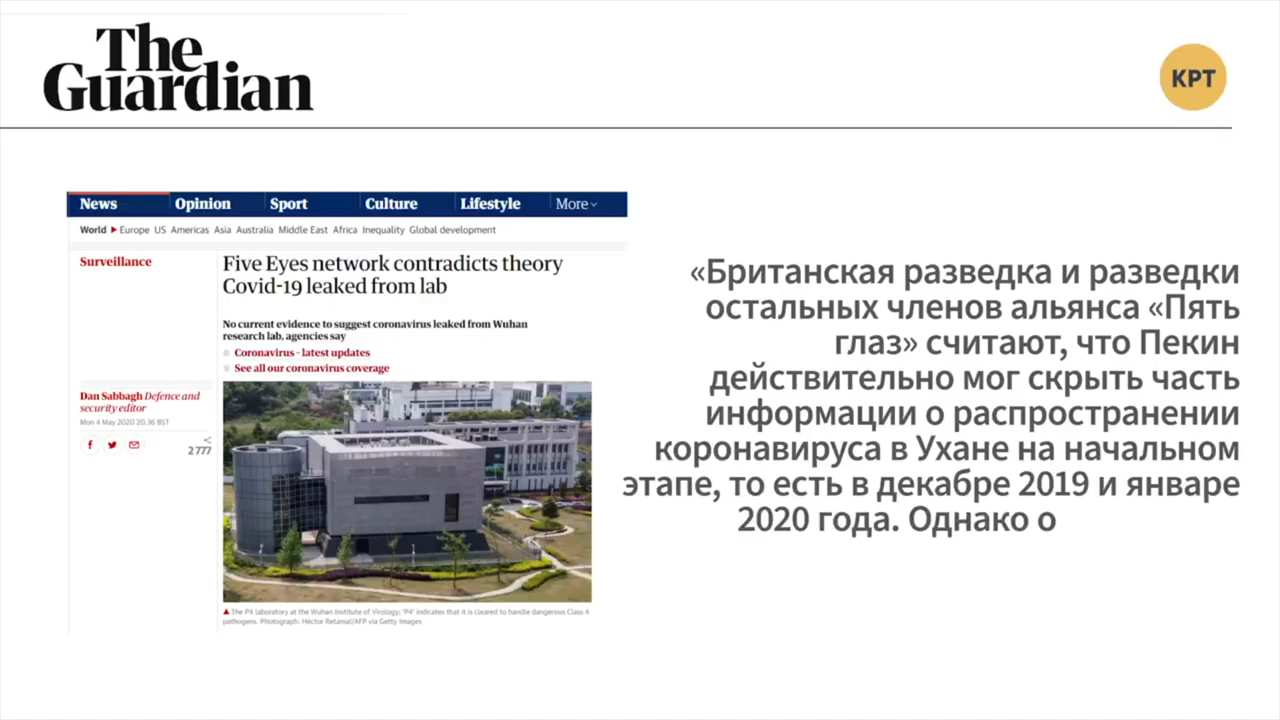 The
Guardian
КРТ
News Opinion Sport Culture Lifestyle More
World Europe US Americas Asia Australia Middle East Africa Inequality Global development
Surveillance
Five Eyes network contradicts theory
Covid-19 leaked from lab
No current evidence to suggest coronavirus leaked from Wuhan
research lab, agencies say
Coronavirus – latest updates
See all our coronavirus coverage
Dan Sabbagh Defence and
security editor
Mon 4 May 2020 20.36 BST
2777
The P4 laboratory at the Wuhan Institute of Virology; 'P4' indicates that it is cleared to handle dangerous Class 4
pathogens. Photograph: Héctor Retamal/AFP via Getty Images
«Британская разведка и разведки
остальных членов альянса «Пять
глаз» считают, что Пекин
действительно мог скрыть часть
информации о распространении
коронавируса в Ухане на начальном
этапе, то есть в декабре 2019 и январе
2020 года. Однако о